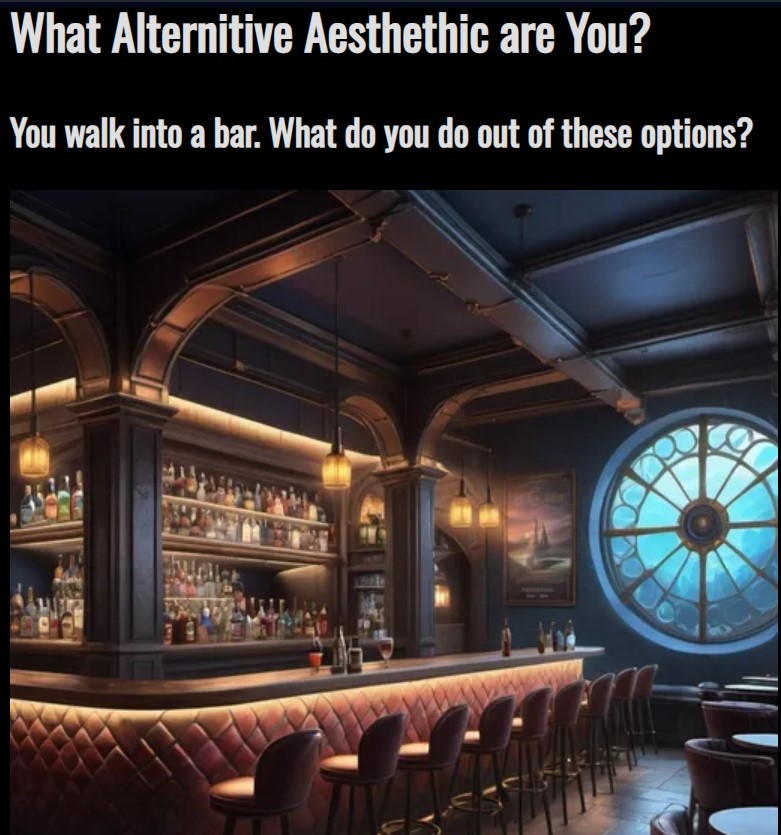 What Alternitive Aesthethic are You?
You walk into a bar. What do you do out of these options?